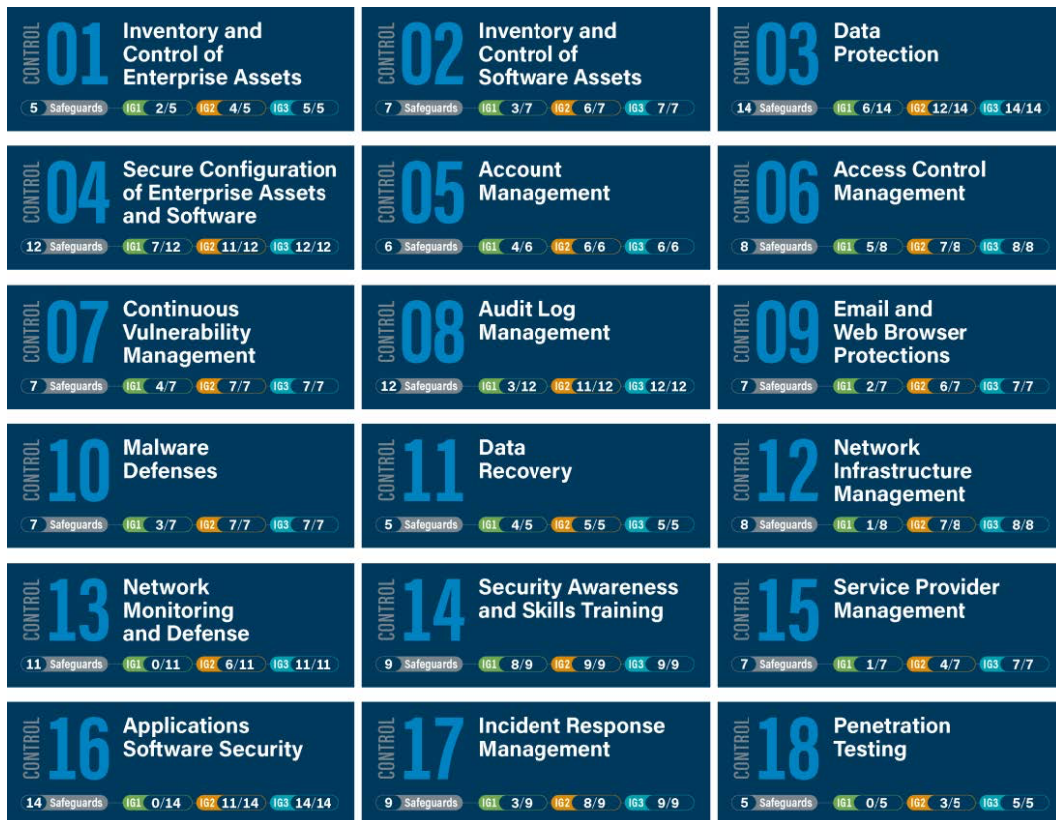 CONTROL
01
Inventory and
Control of
Enterprise Assets
5 Safeguards IG1 2/5 IG2 4/5 IG3 5/5
CONTROL
02
Inventory and
Control of
Software Assets
7 Safeguards IG1 3/7 IG2 6/7 IG3 7/7
CONTROL
03
Data
Protection
14 Safeguards IG1 6/14 IG2 12/14 IG3 14/14
CONTROL
04
Secure Configuration
of Enterprise Assets
and Software
12 Safeguards IG1 7/12 IG2 11/12 IG3 12/12
CONTROL
05
Account
Management
6 Safeguards IG1 4/6 IG2 6/6 IG3 6/6
CONTROL
06
Access Control
Management
8 Safeguards IG1 5/8 IG2 7/8 IG3 8/8
CONTROL
07
Continuous
Vulnerability
Management
7 Safeguards IG1 4/7 IG2 7/7 IG3 7/7
CONTROL
08
Audit Log
Management
12 Safeguards IG1 3/12 IG2 11/12 IG3 12/12
CONTROL
09
Email and
Web Browser
Protections
7 Safeguards IG1 2/7 IG2 6/7 IG3 7/7
CONTROL
10
Malware
Defenses
7 Safeguards IG1 3/7 IG2 7/7 IG3 7/7
CONTROL
11
Data
Recovery
5 Safeguards IG1 4/5 IG2 5/5 IG3 5/5
CONTROL
12
Network
Infrastructure
Management
8 Safeguards IG1 1/8 IG2 7/8 IG3 8/8
CONTROL
13
Network
Monitoring
and Defense
11 Safeguards IG1 0/11 IG2 6/11 IG3 11/11
CONTROL
14
Security Awareness
and Skills Training
9 Safeguards IG1 8/9 IG2 9/9 IG3 9/9
CONTROL
15
Service Provider
Management
7 Safeguards IG1 1/7 IG2 4/7 IG3 7/7
CONTROL
16
Applications
Software Security
14 Safeguards IG1 0/14 IG2 11/14 IG3 14/14
CONTROL
17
Incident Response
Management
9 Safeguards IG1 3/9 IG2 8/9 IG3 9/9
CONTROL
18
Penetration
Testing
5 Safeguards IG1 0/5 IG2 3/5 IG3 5/5